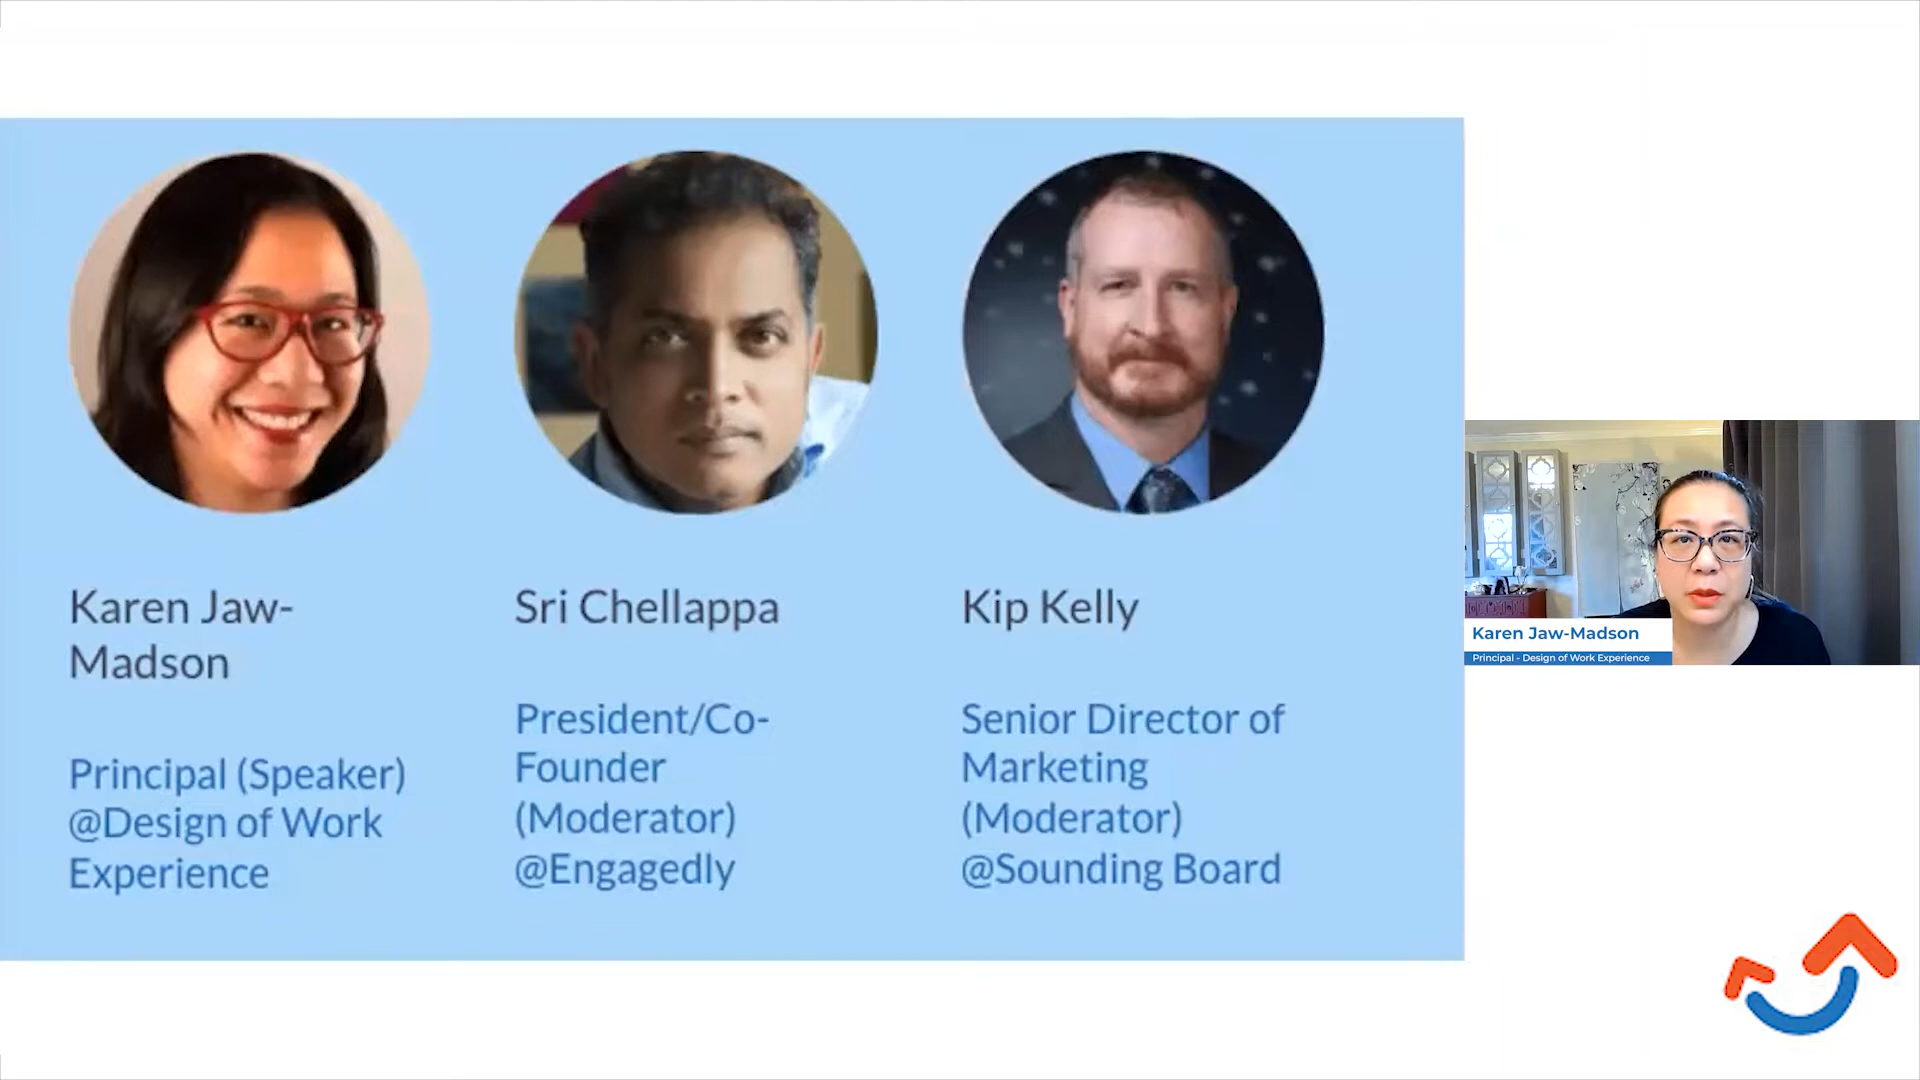 Karen Jaw-
Madson
Principal (Speaker)
@Design of Work
Experience
Sri Chellappa
President/Co-
Founder
(Moderator)
@Engagedly
Kip Kelly
Senior Director of
Marketing
(Moderator)
@Sounding Board
Karen Jaw-Madson
Principal - Design of Work Experience